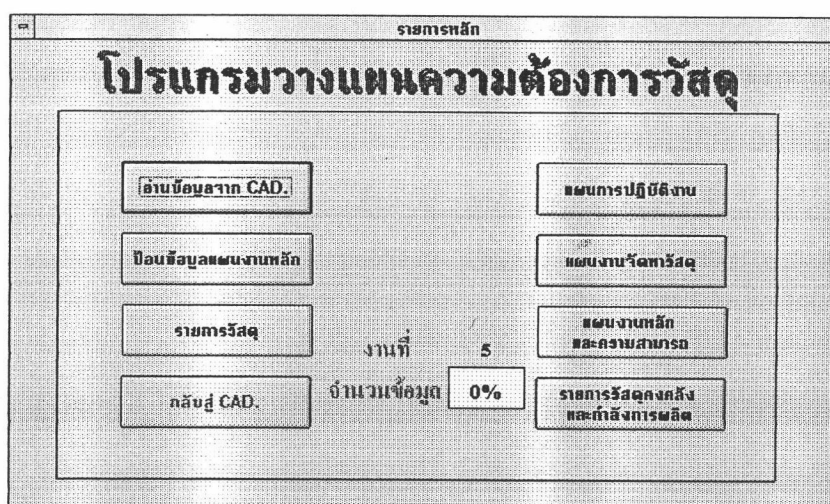 รายการหลัก
โปรแกรมวางแผนความต้องการวัสดุ
อ่านข้อมูลจาก CAD.
ป้อนข้อมูลแผนงานหลัก
รายการวัสดุ
กลับสู่ CAD.
งานที่ 5
จำนวนข้อมูล 0%
แผนการปฏิบัติงาน
แผนงานจัดหาวัสดุ
แผนงานหลัก
และความสามารถ
รายการวัสดุคงคลัง
และกำลังการผลิต